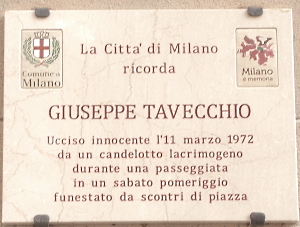 Comune di
Milano
Milano
è memoria
La Citta' di Milano
ricorda
GIUSEPPE TAVECCHIO
Ucciso innocente l'11 marzo 1972
da un candelotto lacrimogeno
durante una passeggiata
in un sabato pomeriggio
funestato da scontri di piazza